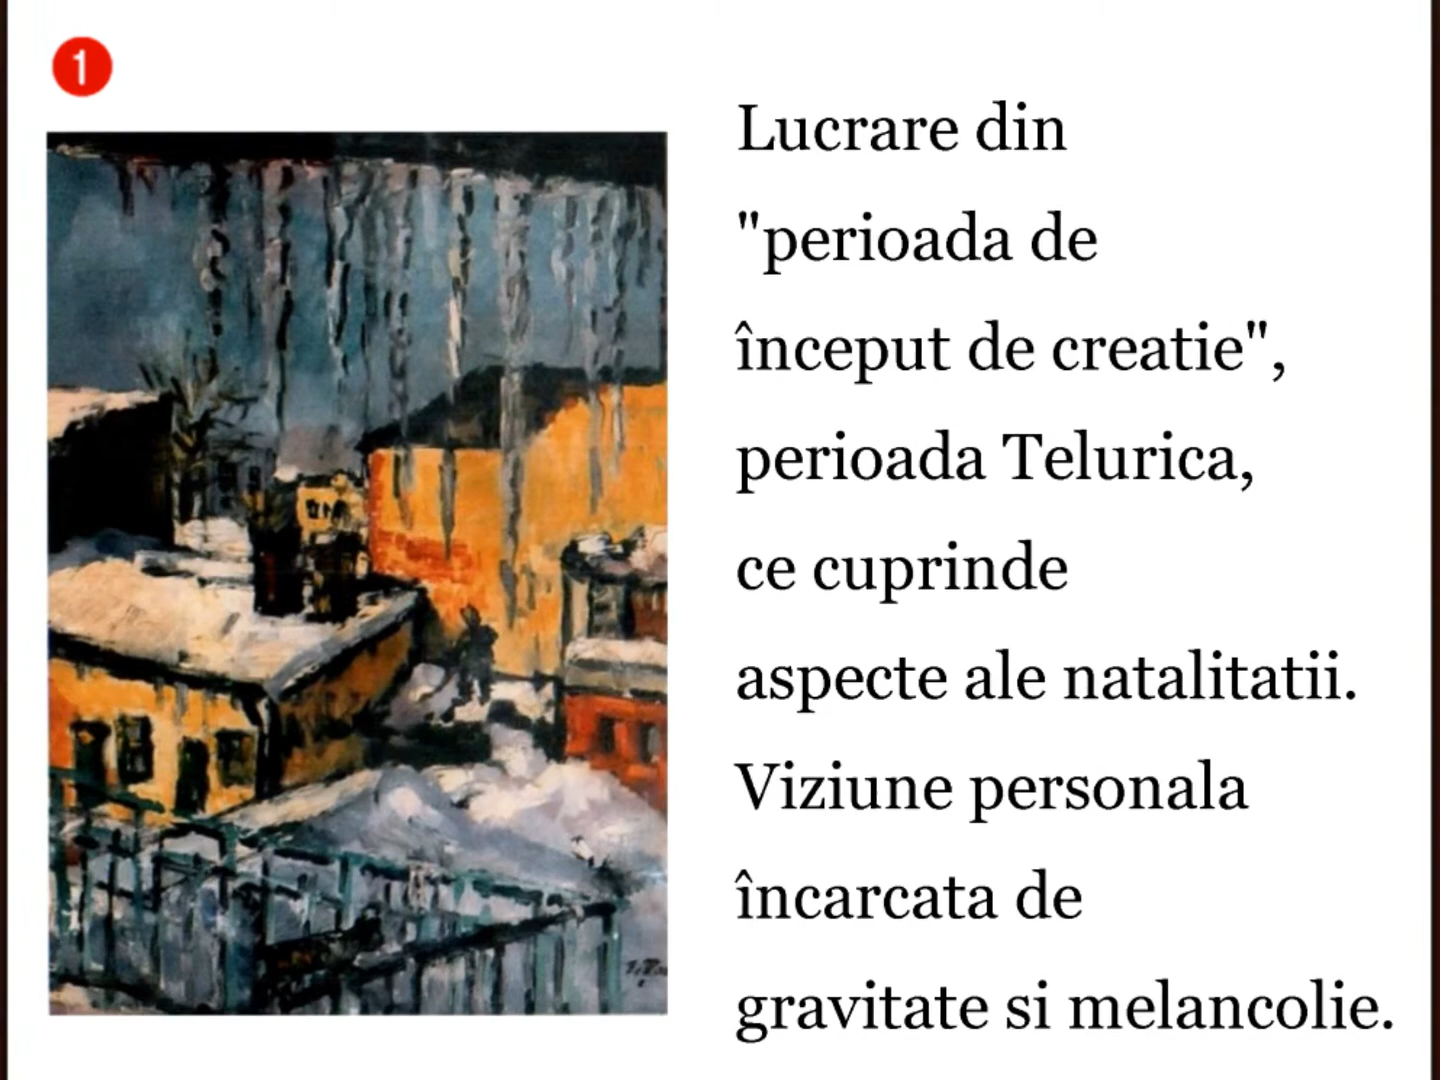 1
Lucrare din
"perioada de
început de creatie",
perioada Telurica,
ce cuprinde
aspecte ale natalitatii.
Viziune personala
încarcata de
gravitate si melancolie.